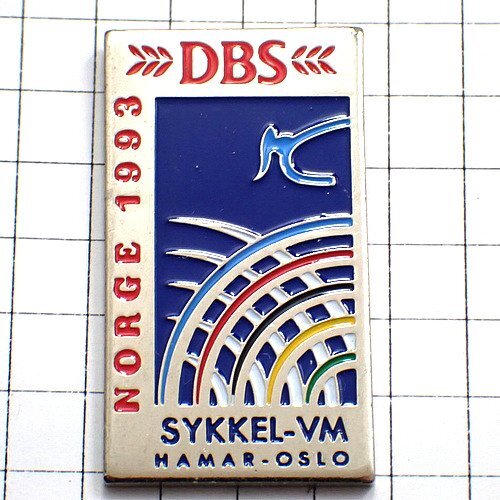 DBS
NORGE 1993
SYKKEL-VM
HAMAR-OSLO